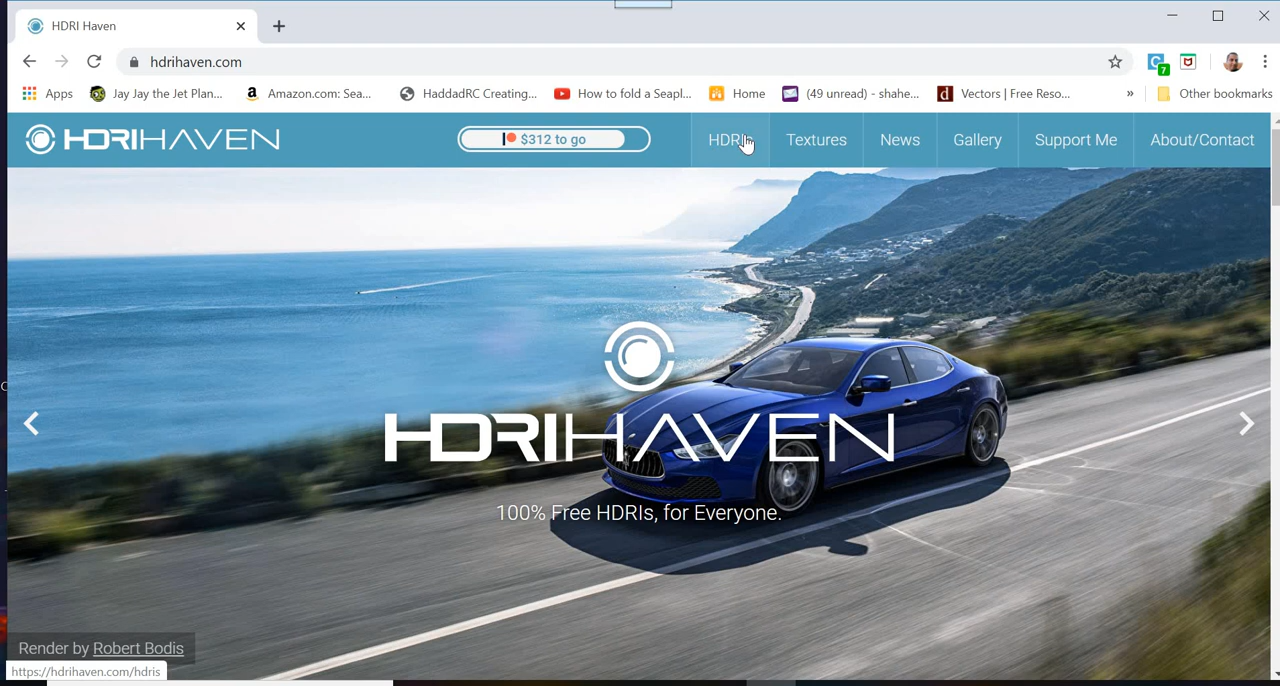 HDRI Haven
hdrihaven.com
Apps
Jay Jay the Jet Plan...
Amazon.com: Sea...
HaddadRC Creating...
How to fold a Seapl...
Home
(49 unread) - shahe...
Vectors | Free Reso...
»
Other bookmarks
7
HDRIHAVEN
$312 to go
HDRIs
Textures
News
Gallery
Support Me
About/Contact
HDRIHAVEN
100% Free HDRIs, for Everyone.
Render by Robert Bodis
https://hdrihaven.com/hdris